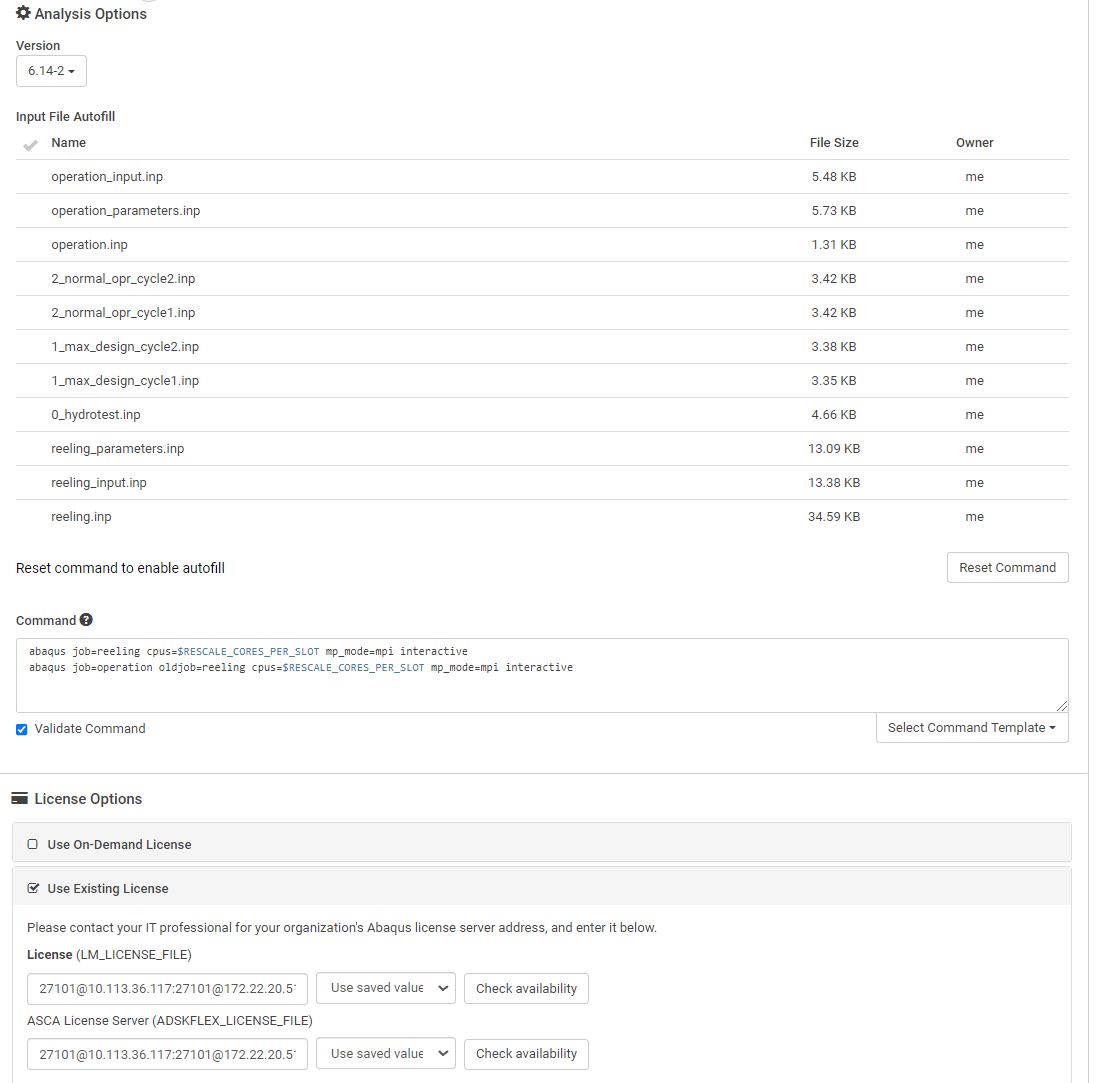 Analysis Options
Version
6.14-2
Input File Autofill
Name File Size Owner
operation_input.inp 5.48 KB me
operation_parameters.inp 5.73 KB me
operation.inp 1.31 KB me
2_normal_opr_cycle2.inp 3.42 KB me
2_normal_opr_cycle1.inp 3.42 KB me
1_max_design_cycle2.inp 3.38 KB me
1_max_design_cycle1.inp 3.35 KB me
0_hydrotest.inp 4.66 KB me
reeling_parameters.inp 13.09 KB me
reeling_input.inp 13.38 KB me
reeling.inp 34.59 KB me
Reset command to enable autofill Reset Command
Command ?
abaqus job=reeling cpus=$RESCALE_CORES_PER_SLOT mp_mode=mpi interactive
abaqus job=operation oldjob=reeling cpus=$RESCALE_CORES_PER_SLOT mp_mode=mpi interactive
Validate Command Select Command Template
License Options
Use On-Demand License
Use Existing License
Please contact your IT professional for your organization's Abaqus license server address, and enter it below.
License (LM_LICENSE_FILE)
27101@10.113.36.117:27101@172.22.20.5 Use saved value Check availability
ASCA License Server (ADSKFLEX_LICENSE_FILE)
27101@10.113.36.117:27101@172.22.20.5 Use saved value Check availability